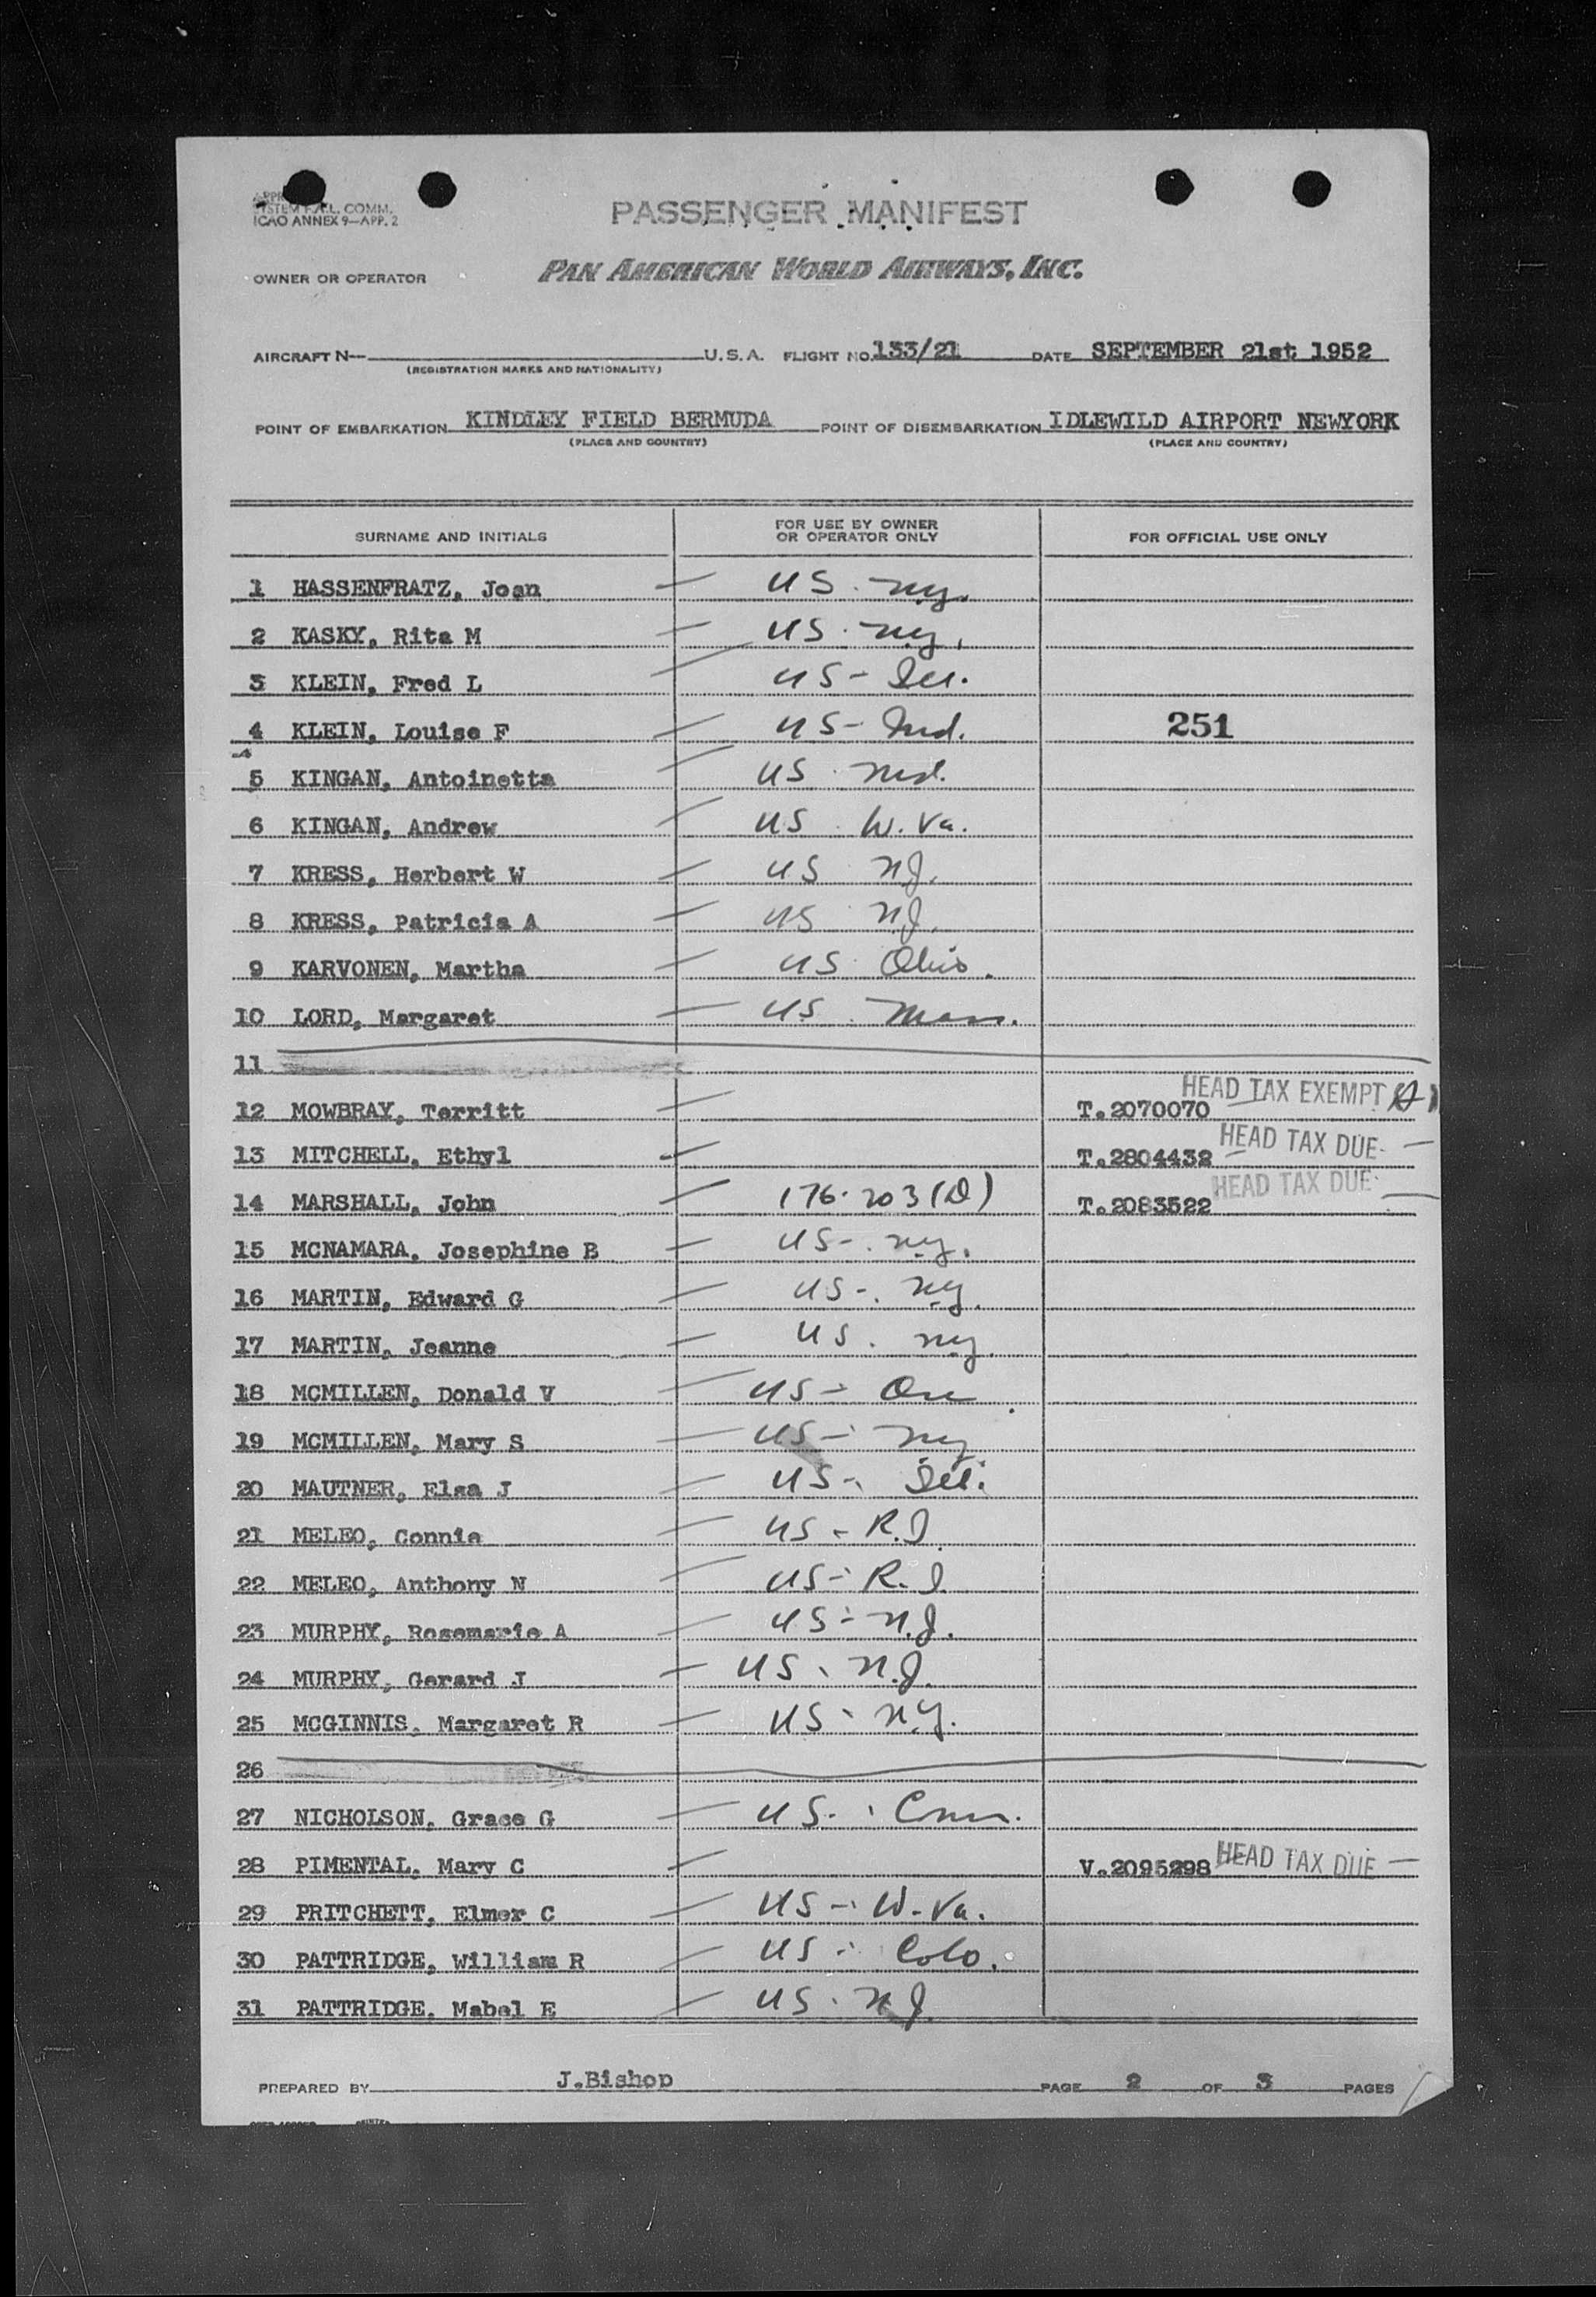 SYSTEM FAL. COMM.
ICAO ANNEX 9—APP. 2
PASSENGER MANIFEST
OWNER OR OPERATOR PAN AMERICAN WORLD AIRWAYS, INC.
AIRCRAFT N— U.S.A. FLIGHT NO. 133/21 DATE SEPTEMBER 21st 1952
(REGISTRATION MARKS AND NATIONALITY)
POINT OF EMBARKATION KINDLEY FIELD BERMUDA POINT OF DISEMBARKATION IDLEWILD AIRPORT NEWYORK
(PLACE AND COUNTRY) (PLACE AND COUNTRY)
SURNAME AND INITIALS FOR USE BY OWNER OR OPERATOR ONLY FOR OFFICIAL USE ONLY
1 HASSENFRATZ, Joan — US. ny.
2 KASKY, Rita M — US. ny.
3 KLEIN, Fred L — US- Ill.
4 KLEIN, Louise F — US- Ind. 251
5 KINGAN, Antoinetta — US. Md.
6 KINGAN, Andrew — US. W. Va.
7 KRESS, Herbert W — US NJ.
8 KRESS, Patricia A — US NJ.
9 KARVONEN, Martha — US. Ohio.
10 LORD, Margaret — US. Mass.
11
12 MOWBRAY, Territt — T.2070070 HEAD TAX EXEMPT
13 MITCHELL, Ethyl — T.2804432 HEAD TAX DUE —
14 MARSHALL, John — 176.203(D) T.2083522 HEAD TAX DUE —
15 MCNAMARA, Josephine B — US-. ny.
16 MARTIN, Edward G — US-. ny.
17 MARTIN, Jeanne — US. ny.
18 MCMILLEN, Donald V — US- Ore.
19 MCMILLEN, Mary S — US- ny
20 MAUTNER, Elsa J — US- Ill.
21 MELEO, Connie — US- R.I.
22 MELEO, Anthony N — US- R.I.
23 MURPHY, Rosemarie A — US- N.J.
24 MURPHY, Gerard J — US. N.J.
25 MCGINNIS, Margaret R — US- N.Y.
26
27 NICHOLSON, Grace G — US. Conn.
28 PIMENTAL, Mary C — V.2095298 HEAD TAX DUE —
29 PRITCHETT, Elmer C — US- W. Va.
30 PATTRIDGE, William R — US- Colo.
31 PATTRIDGE, Mabel E — US. NJ.
PREPARED BY J.Bishop PAGE 2 OF 3 PAGES